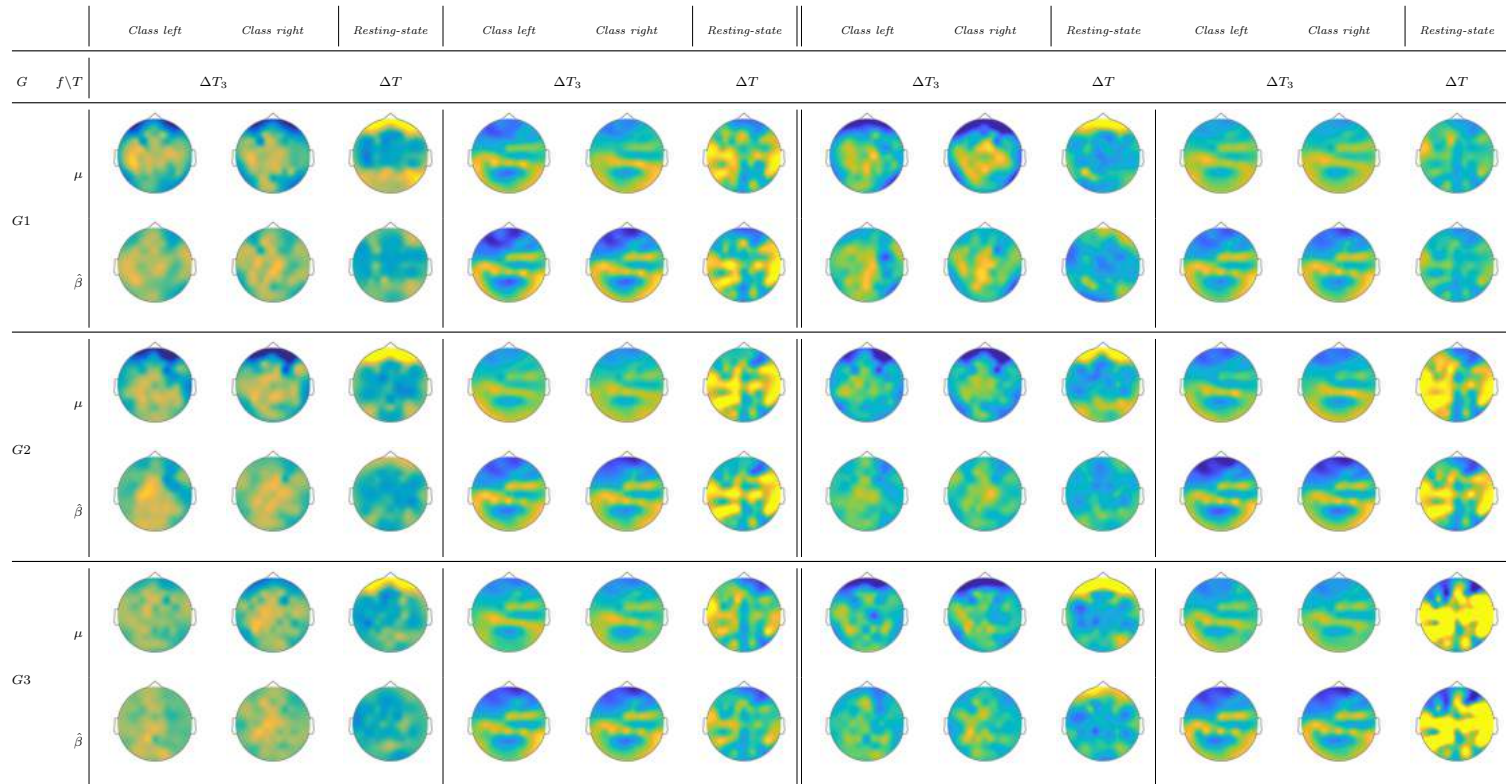 Class left Class right Resting-state Class left Class right Resting-state Class left Class right Resting-state Class left Class right Resting-state
G f\T ΔT₃ ΔT ΔT₃ ΔT ΔT₃ ΔT ΔT₃ ΔT
μ
G1
β̂
μ
G2
β̂
μ
G3
β̂